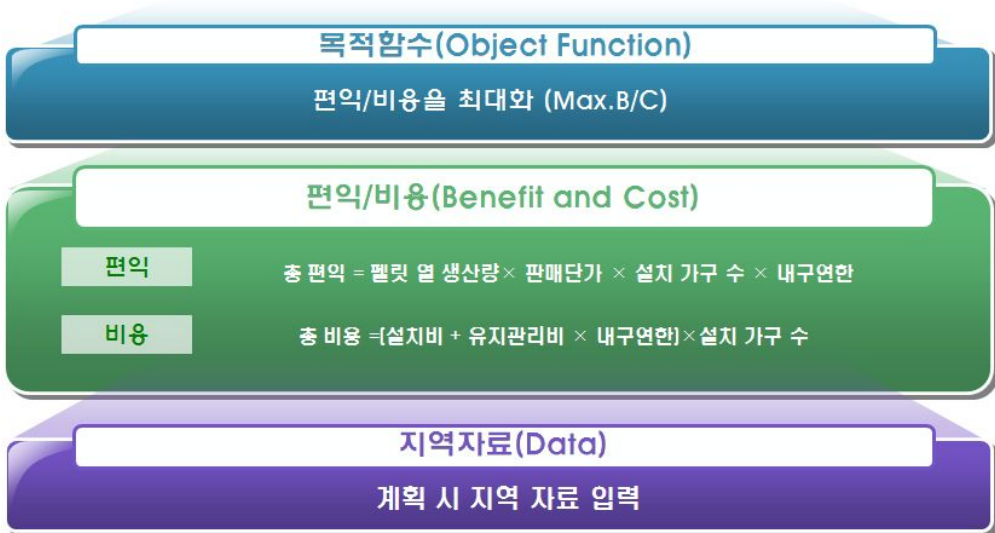 목적함수(Object Function)
편익/비용을 최대화 (Max.B/C)
편익/비용(Benefit and Cost)
편익
총 편익 = 펠릿 열 생산량× 판매단가 × 설치 가구 수 × 내구연한
비용
총 비용 =(설치비 + 유지관리비 × 내구연한)×설치 가구 수
지역자료(Data)
계획 시 지역 자료 입력